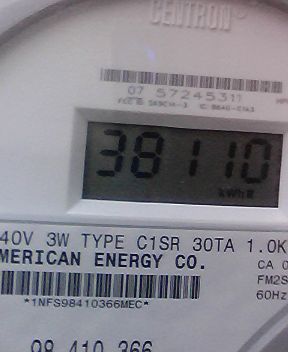 CENTRON®
07 57245311
38110
kWh
40V 3W TYPE C1SR 30TA 1.0K
MERICAN ENERGY CO.
CA 0
FM2S
60Hz
*1NFS98410366MEC*
98 410 366